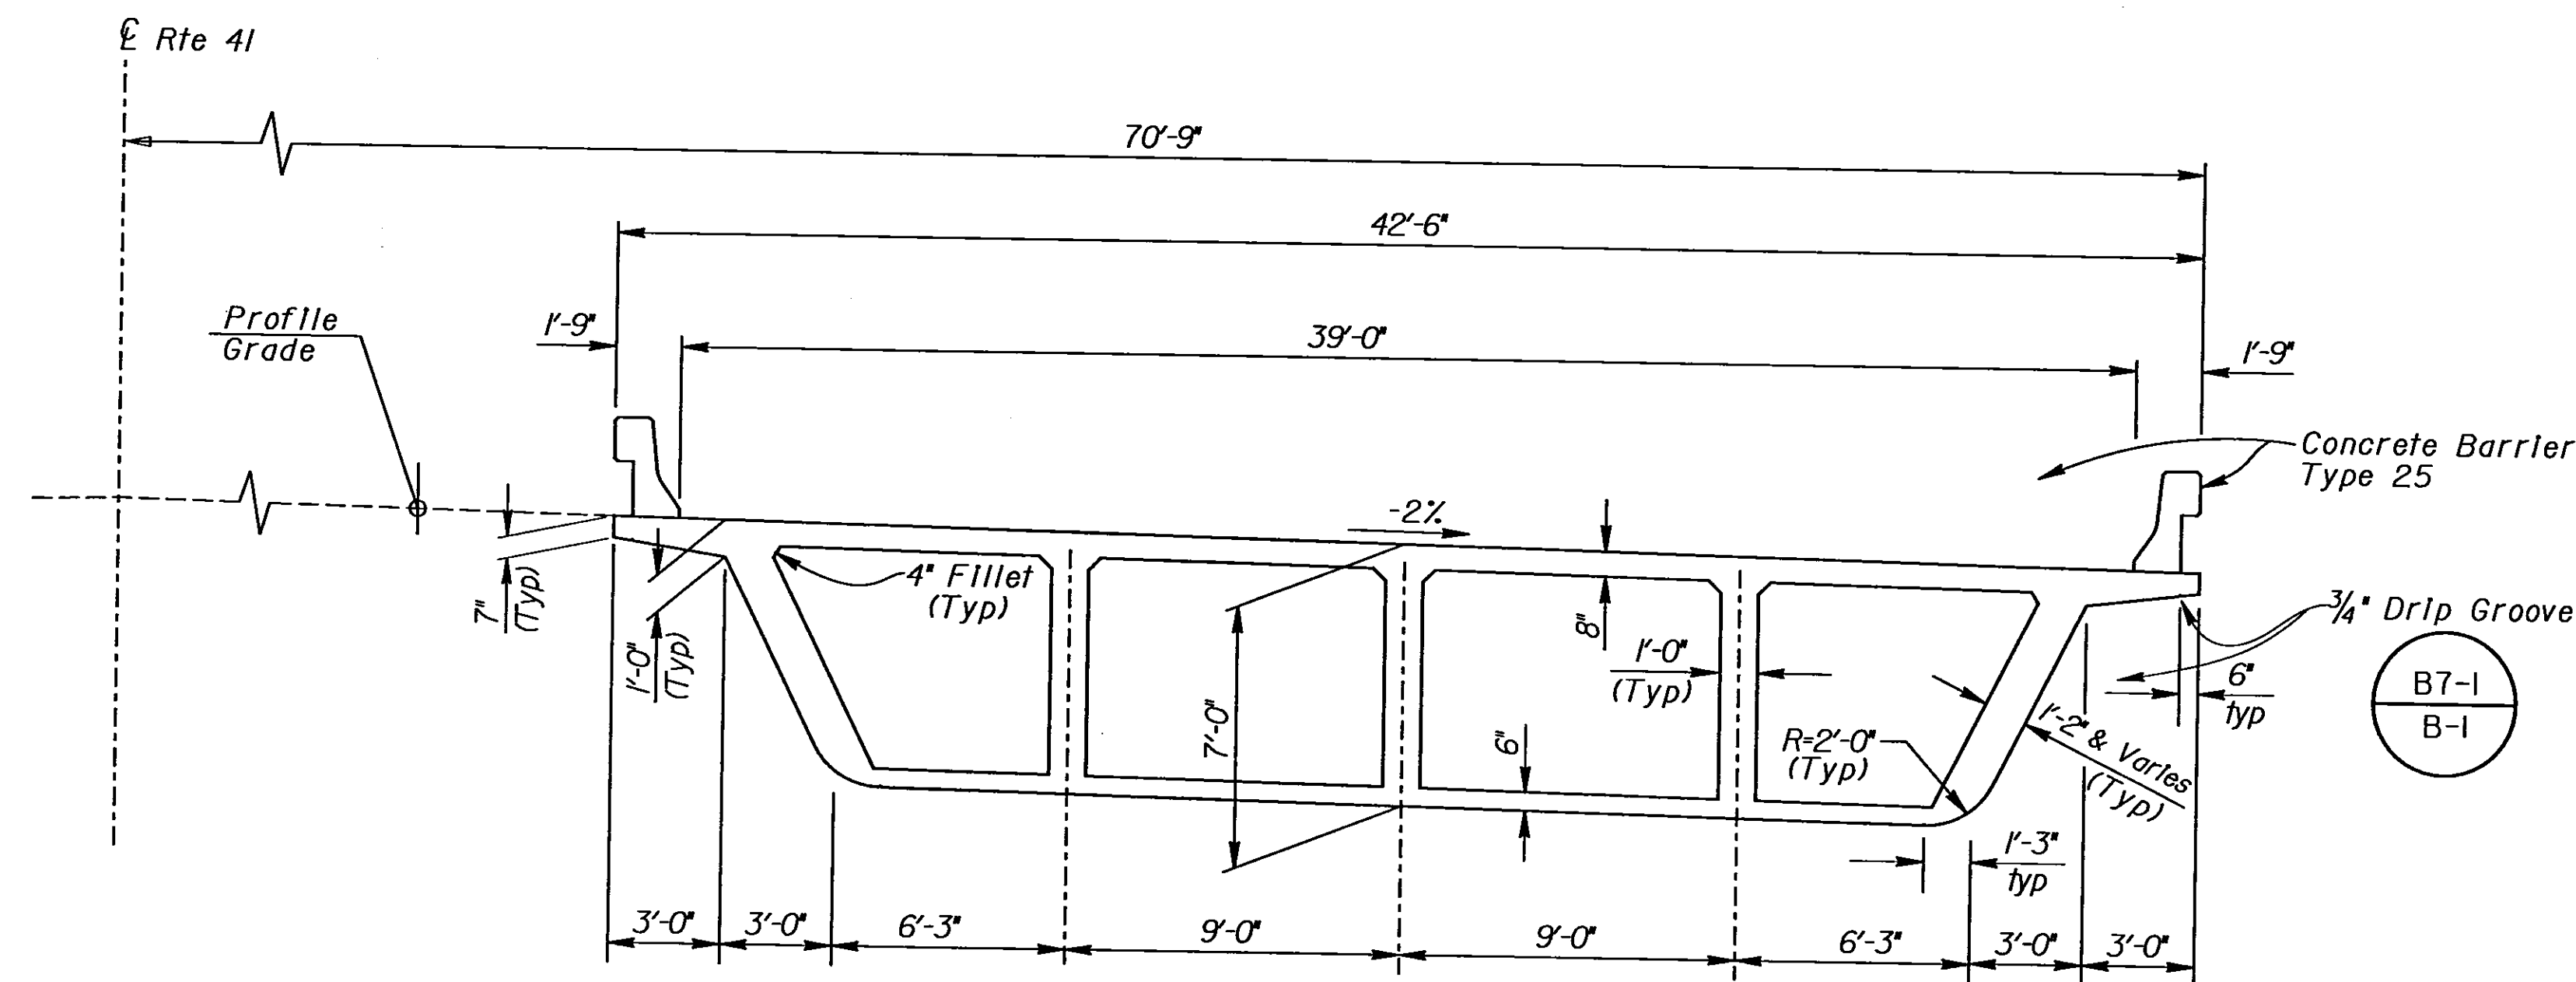 ℄ Rte 41
70'-9"
42'-6"
Profile
Grade
1'-9"
39'-0"
1'-9"
Concrete Barrier
Type 25
-2%
7"
(Typ)
1'-0"
(Typ)
4" Fillet
(Typ)
8"
1'-0"
(Typ)
3/4" Drip Groove
6"
typ
B7-1
B-1
7'-0"
6"
R=2'-0"
(Typ)
1'-2" & Varies
(Typ)
1'-3"
typ
3'-0" 3'-0" 6'-3" 9'-0" 9'-0" 6'-3" 3'-0" 3'-0"